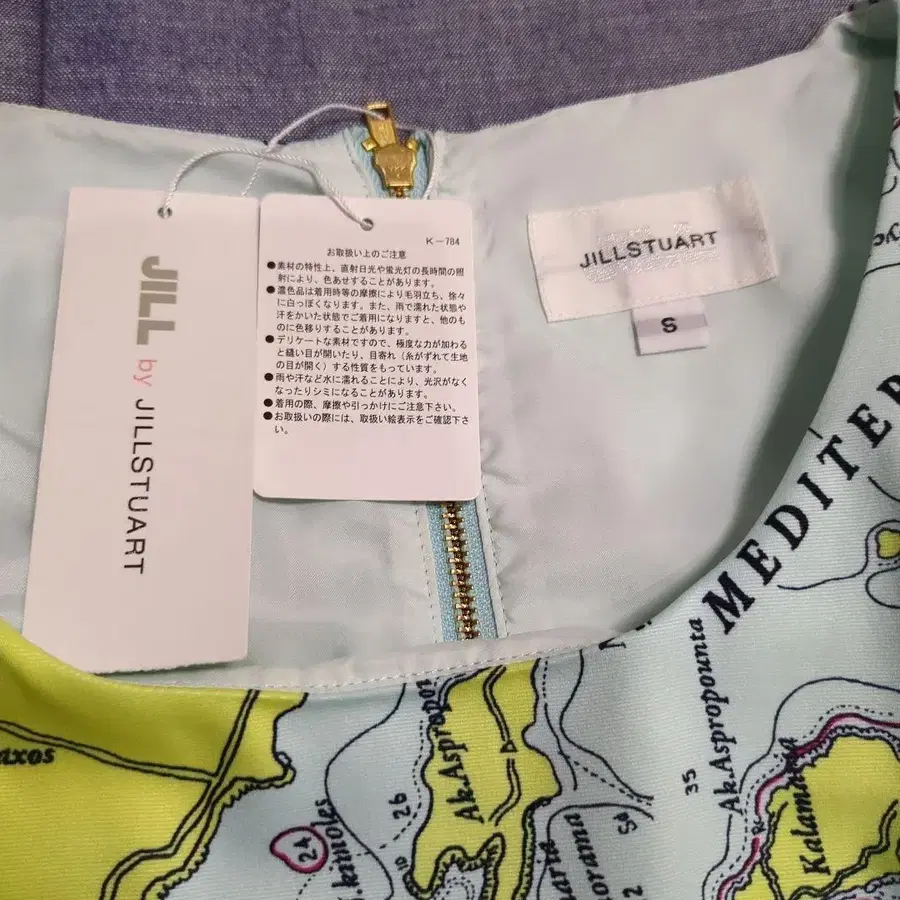 JILL
by JILLSTUART
K-784
お取扱い上のご注意
●素材の特性上、直射日光や蛍光灯の長時間の照
射により、色あせすることがあります。
●濃色品は着用時等の摩擦により毛羽立ち、徐々
に白っぽくなります。また、雨で濡れた状態や
汗をかいた状態でご着用になりますと、他のも
のに色移りすることがあります。
●デリケートな素材ですので、極度な力が加わる
と縫い目が開いたり、目寄れ（糸がずれて生地
の目が開く）する性質をもっています。
●雨や汗など水に濡れることにより、光沢がなく
なったりシミになることがあります。
●着用の際、摩擦や引っかけにご注意下さい。
●お取扱いの際には、取扱い絵表示をご確認下さ
い。
JILLSTUART
S
MEDITER
Ak.Aspropounta
35
Kalamna
axos
Ak.Aspropo
26
24